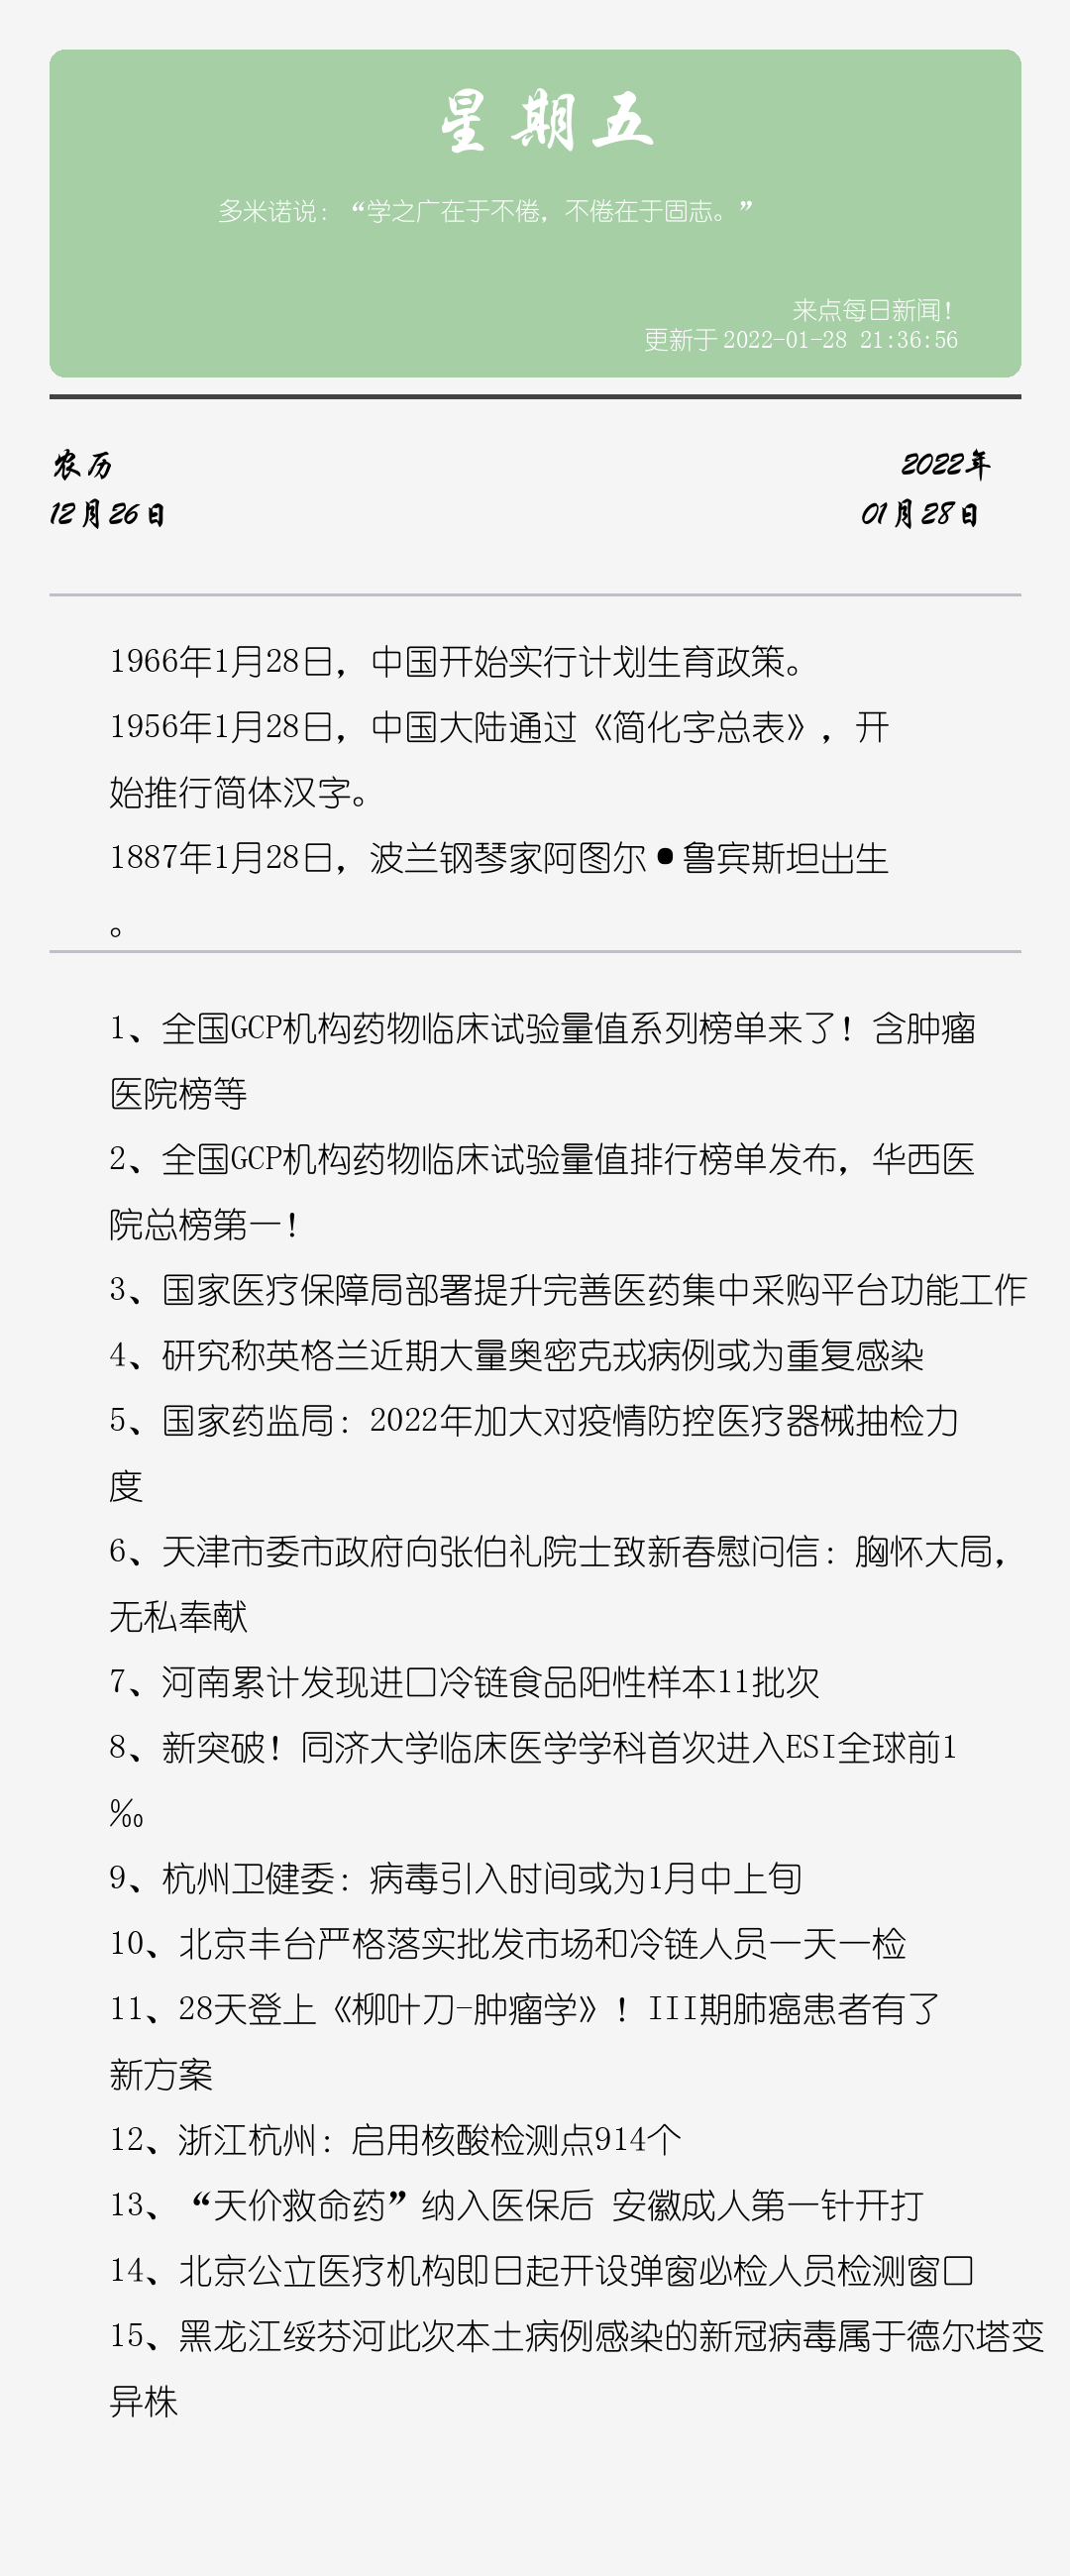 星期五
多米诺说：“学之广在于不倦，不倦在于固志。”
来点每日新闻！
更新于 2022-01-28 21:36:56
农历
2022年
12月26日
01月28日
1966年1月28日，中国开始实行计划生育政策。
1956年1月28日，中国大陆通过《简化字总表》，开
始推行简体汉字。
1887年1月28日，波兰钢琴家阿图尔•鲁宾斯坦出生
。
1、全国GCP机构药物临床试验量值系列榜单来了！含肿瘤
医院榜等
2、全国GCP机构药物临床试验量值排行榜单发布，华西医
院总榜第一！
3、国家医疗保障局部署提升完善医药集中采购平台功能工作
4、研究称英格兰近期大量奥密克戎病例或为重复感染
5、国家药监局：2022年加大对疫情防控医疗器械抽检力
度
6、天津市委市政府向张伯礼院士致新春慰问信：胸怀大局，
无私奉献
7、河南累计发现进口冷链食品阳性样本11批次
8、新突破！同济大学临床医学学科首次进入ESI全球前1
‰
9、杭州卫健委：病毒引入时间或为1月中上旬
10、北京丰台严格落实批发市场和冷链人员一天一检
11、28天登上《柳叶刀-肿瘤学》！III期肺癌患者有了
新方案
12、浙江杭州：启用核酸检测点914个
13、“天价救命药”纳入医保后 安徽成人第一针开打
14、北京公立医疗机构即日起开设弹窗必检人员检测窗口
15、黑龙江绥芬河此次本土病例感染的新冠病毒属于德尔塔变
异株